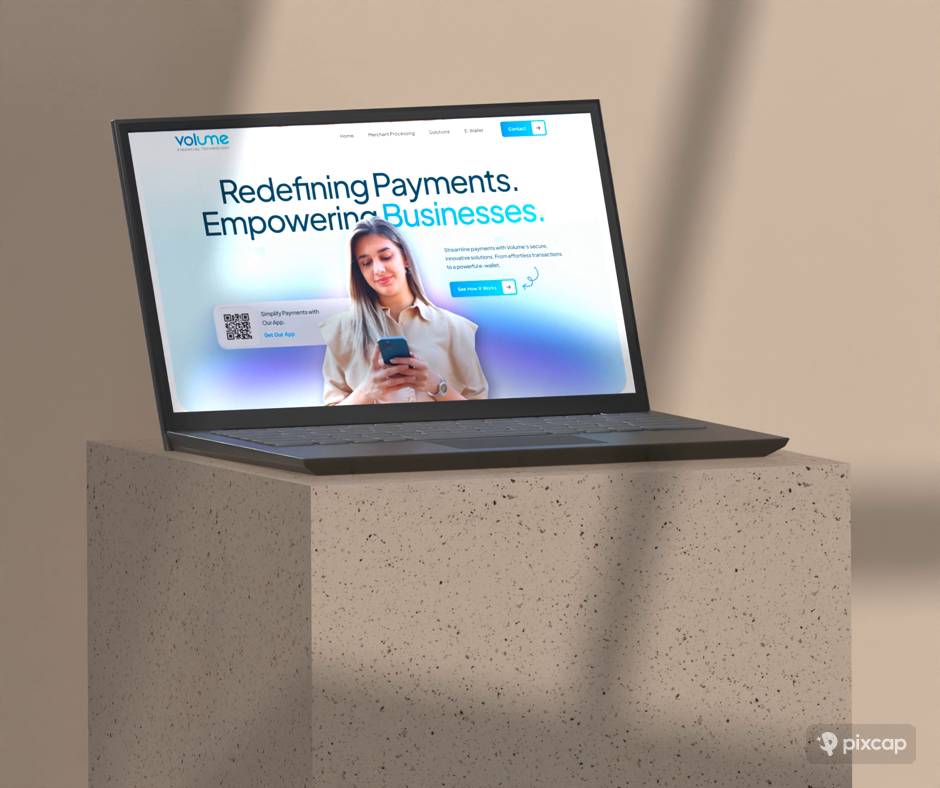 volume
FINANCIAL TECHNOLOGY
Home
Merchant Processing
Solutions
E-Wallet
Contact
Redefining Payments.
Empowering Businesses.
Streamline payments with Volume's secure,
innovative solutions. From effortless transactions
to a powerful e-wallet.
See How It Works
Simplify Payments with
Our App.
Get Our App
pixcap